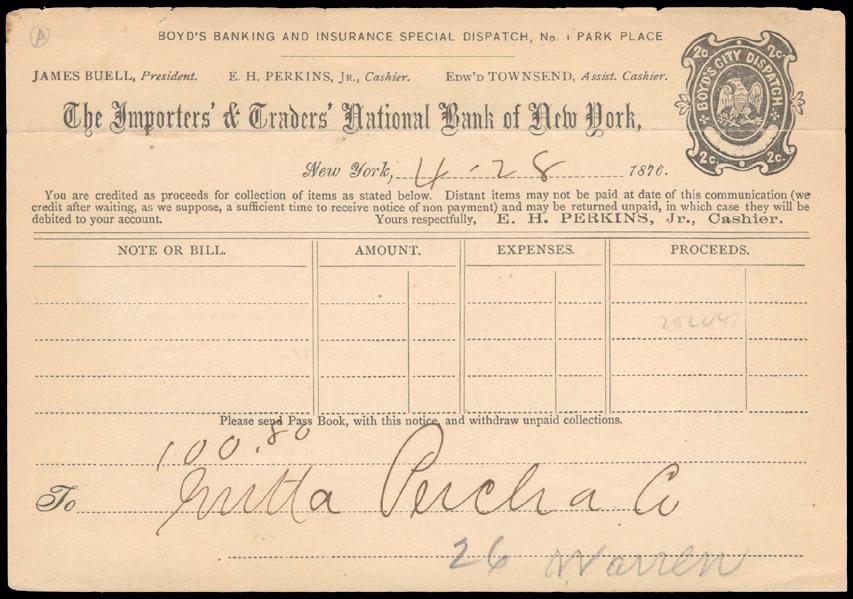 A
BOYD'S BANKING AND INSURANCE SPECIAL DISPATCH, No. 1 PARK PLACE.
JAMES BUELL, President. E. H. PERKINS, JR., Cashier. EDW'D TOWNSEND, Assist. Cashier.
2c 2c.
BOYD'S CITY DISPATCH.
2c. 2c.
The Importers' & Traders' National Bank of New York,
New York, 4-28 1876.
You are credited as proceeds for collection of items as stated below. Distant items may not be paid at date of this communication (we
credit after waiting, as we suppose, a sufficient time to receive notice of non payment) and may be returned unpaid, in which case they will be
debited to your account. Yours respectfully, E. H. PERKINS, Jr., Cashier.
NOTE OR BILL. AMOUNT. EXPENSES. PROCEEDS.
Please send Pass Book, with this notice, and withdraw unpaid collections.
100.80
To Gutta Percha Co
26 Warren